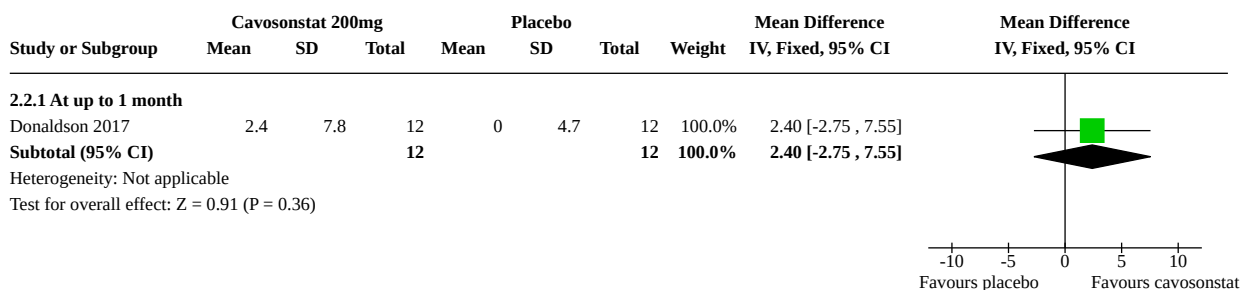 Cavosonstat 200mg Placebo Mean Difference Mean Difference
Study or Subgroup Mean SD Total Mean SD Total Weight IV, Fixed, 95% CI IV, Fixed, 95% CI
2.2.1 At up to 1 month
Donaldson 2017 2.4 7.8 12 0 4.7 12 100.0% 2.40 [-2.75 , 7.55]
Subtotal (95% CI) 12 12 100.0% 2.40 [-2.75 , 7.55]
Heterogeneity: Not applicable
Test for overall effect: Z = 0.91 (P = 0.36)
-10 -5 0 5 10
Favours placebo Favours cavosonstat